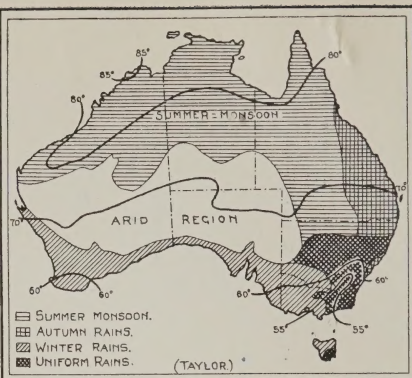 85°
85°
80°
80°
SUMMER-MONSOON
70°
70°
ARID REGION
60°
60°
60°
60°
55°
55°
SUMMER MONSOON.
AUTUMN RAINS.
WINTER RAINS.
UNIFORM RAINS.
(TAYLOR.)